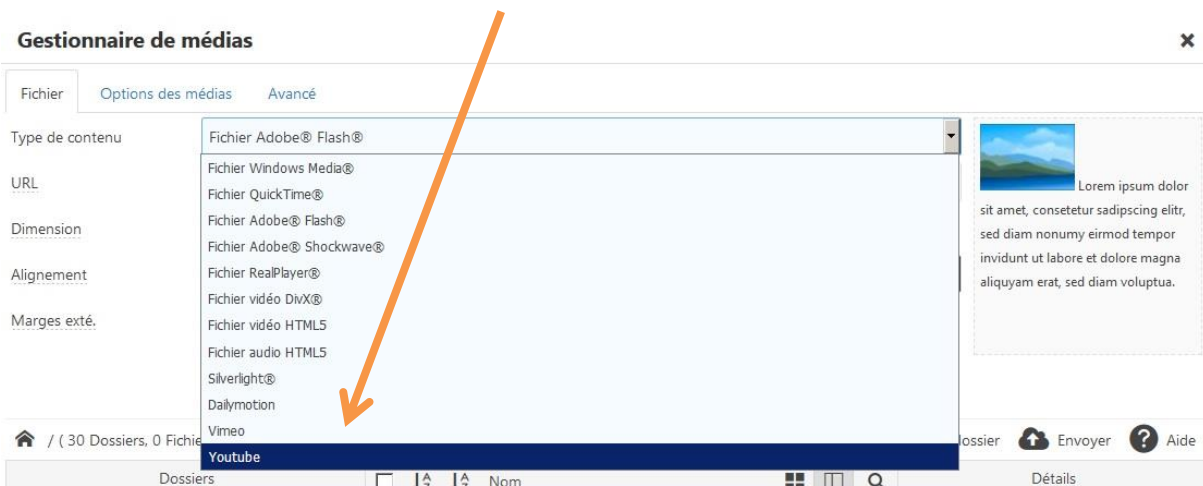 Gestionnaire de médias
Fichier Options des médias Avancé
Type de contenu Fichier Adobe® Flash®
URL
Dimension
Alignement
Marges exté.
Fichier Windows Media®
Fichier QuickTime®
Fichier Adobe® Flash®
Fichier Adobe® Shockwave®
Fichier RealPlayer®
Fichier vidéo DivX®
Fichier vidéo HTML5
Fichier audio HTML5
Silverlight®
Dailymotion
Vimeo
Youtube
Lorem ipsum dolor
sit amet, consetetur sadipscing elitr,
sed diam nonumy eirmod tempor
invidunt ut labore et dolore magna
aliquyam erat, sed diam voluptua.
/ ( 30 Dossiers, 0 Fichie
ossier Envoyer Aide
Dossiers Nom Détails